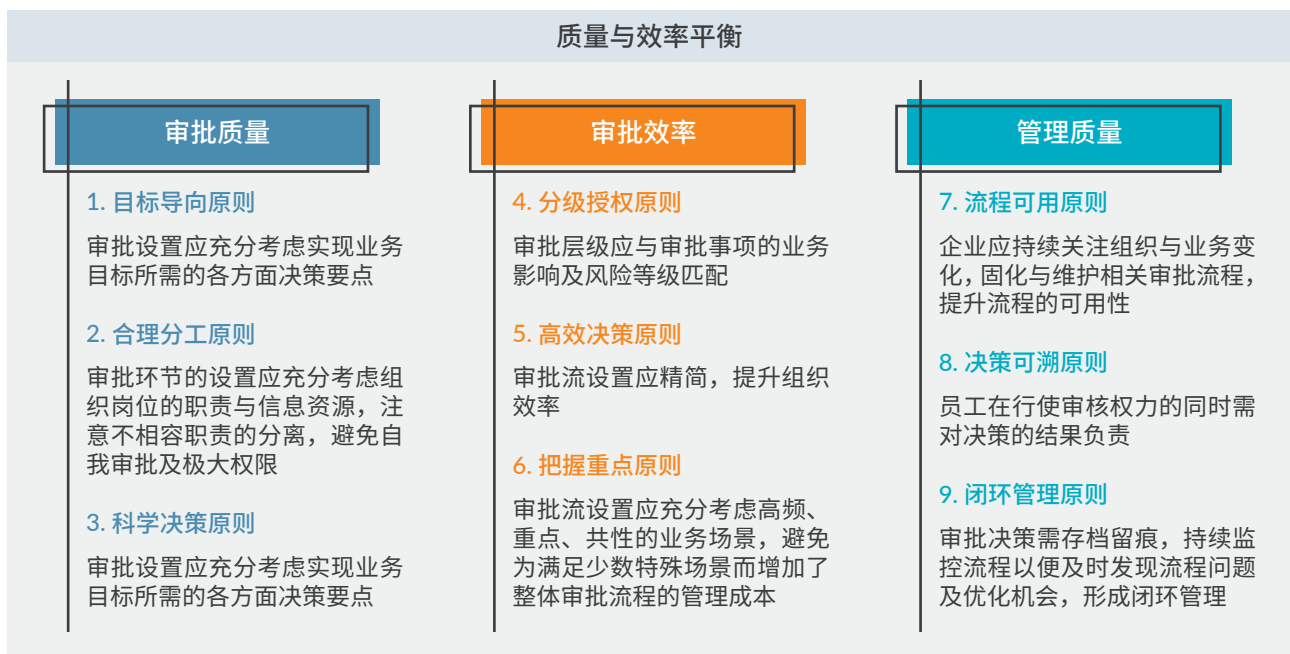 质量与效率平衡
审批质量
1. 目标导向原则
审批设置应充分考虑实现业务
目标所需的各方面决策要点
2. 合理分工原则
审批环节的设置应充分考虑组
织岗位的职责与信息资源，注
意不相容职责的分离，避免自
我审批及极大权限
3. 科学决策原则
审批设置应充分考虑实现业务
目标所需的各方面决策要点
审批效率
4. 分级授权原则
审批层级应与审批事项的业务
影响及风险等级匹配
5. 高效决策原则
审批流设置应精简，提升组织
效率
6. 把握重点原则
审批流设置应充分考虑高频、
重点、共性的业务场景，避免
为满足少数特殊场景而增加了
整体审批流程的管理成本
管理质量
7. 流程可用原则
企业应持续关注组织与业务变
化，固化与维护相关审批流程，
提升流程的可用性
8. 决策可溯原则
员工在行使审核权力的同时需
对决策的结果负责
9. 闭环管理原则
审批决策需存档留痕，持续监
控流程以便及时发现流程问题
及优化机会，形成闭环管理